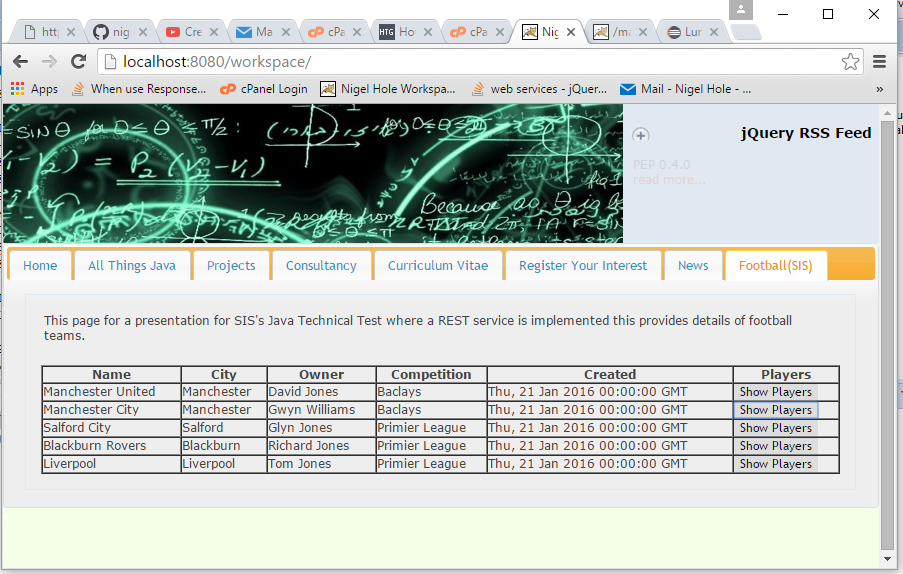 htt
nig
Cre
Ma
cPa
HTG Ho
cPa
Nig
/ma
Lur
localhost:8080/workspace/
Apps When use Response... cPanel Login Nigel Hole Workspa... web services - jQuer... Mail - Nigel Hole - ... »
jQuery RSS Feed
PEP 0.4.0
read more...
Because
Home All Things Java Projects Consultancy Curriculum Vitae Register Your Interest News Football(SIS)
This page for a presentation for SIS's Java Technical Test where a REST service is implemented this provides details of football
teams.
Name City Owner Competition Created Players
Manchester United Manchester David Jones Baclays Thu, 21 Jan 2016 00:00:00 GMT Show Players
Manchester City Manchester Gwyn Williams Baclays Thu, 21 Jan 2016 00:00:00 GMT Show Players
Salford City Salford Glyn Jones Primier League Thu, 21 Jan 2016 00:00:00 GMT Show Players
Blackburn Rovers Blackburn Richard Jones Primier League Thu, 21 Jan 2016 00:00:00 GMT Show Players
Liverpool Liverpool Tom Jones Primier League Thu, 21 Jan 2016 00:00:00 GMT Show Players